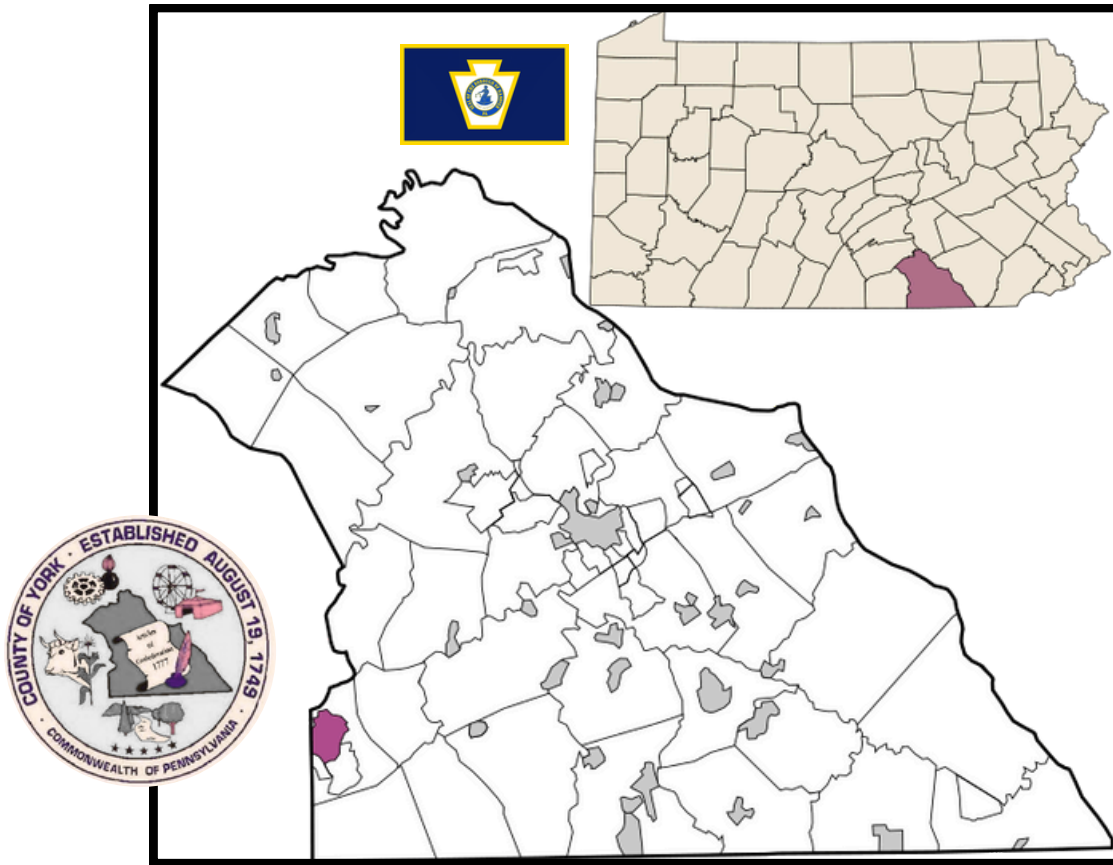 COUNTY OF YORK · ESTABLISHED AUGUST 19, 1749 ·
Articles
of
Confederation
1777
COMMONWEALTH OF PENNSYLVANIA